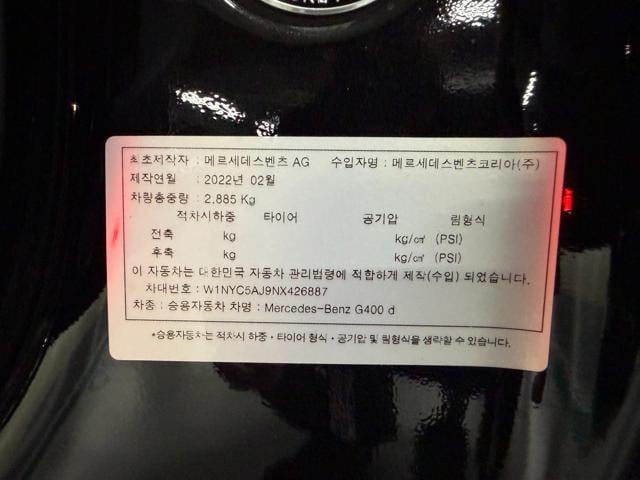 최초제작자 : 메르세데스벤츠 AG 수입자명 : 메르세데스벤츠코리아(주)
제작연월 : 2022년 02월
차량총중량 : 2.885 Kg
적차시하중 타이어 공기압 림형식
전축 kg kg/㎠ (PSI)
후축 kg kg/㎠ (PSI)
이 자동차는 대한민국 자동차 관리법령에 적합하게 제작(수입) 되었습니다.
차대번호 : W1NYC5AJ9NX426887
차종 : 승용자동차 차명 : Mercedes-Benz G400 d
*승용자동차는 적차시 하중·타이어 형식·공기압 및 림형식을 생략할 수 있습니다.